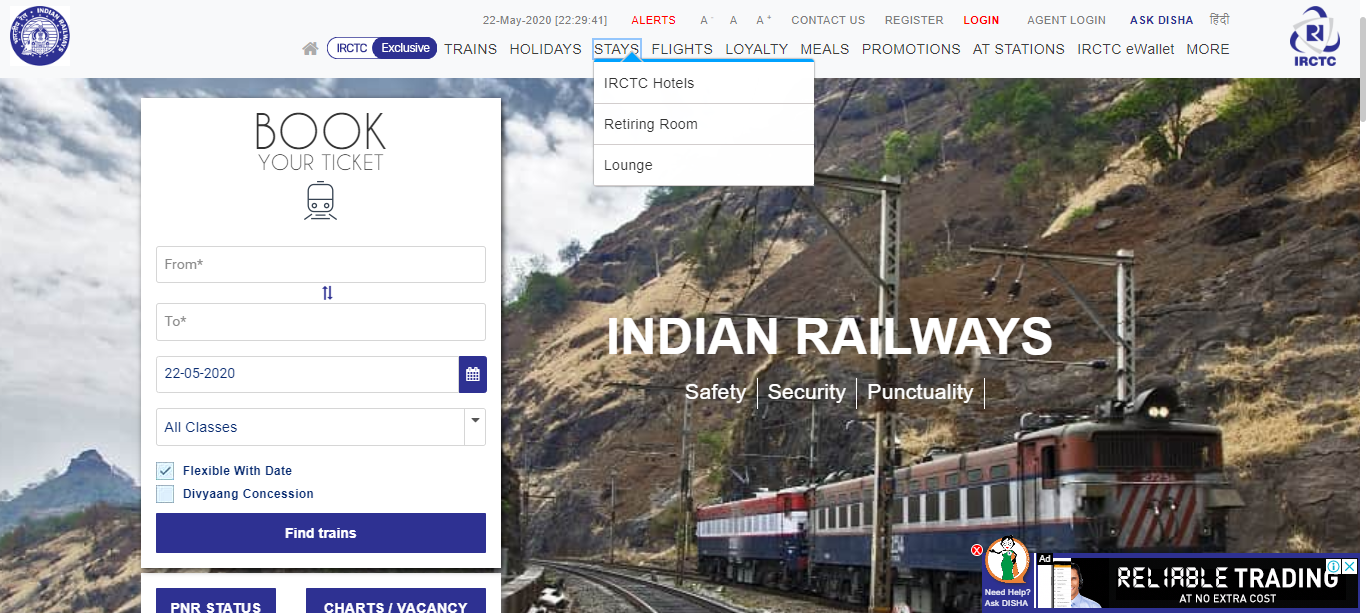 22-May-2020 [22:29:41] ALERTS A- A A+ CONTACT US REGISTER LOGIN AGENT LOGIN ASK DISHA हिंदी
IRCTC Exclusive TRAINS HOLIDAYS STAYS FLIGHTS LOYALTY MEALS PROMOTIONS AT STATIONS IRCTC eWallet MORE
INDIAN RAILWAYS
IRCTC
IRCTC Hotels
Retiring Room
Lounge
BOOK
YOUR TICKET
From*
To*
22-05-2020
All Classes
Flexible With Date
Divyaang Concession
Find trains
PNR STATUS
CHARTS / VACANCY
INDIAN RAILWAYS
Safety
Security
Punctuality
Need Help?
Ask DISHA
Ad
RELIABLE TRADING
AT NO EXTRA COST